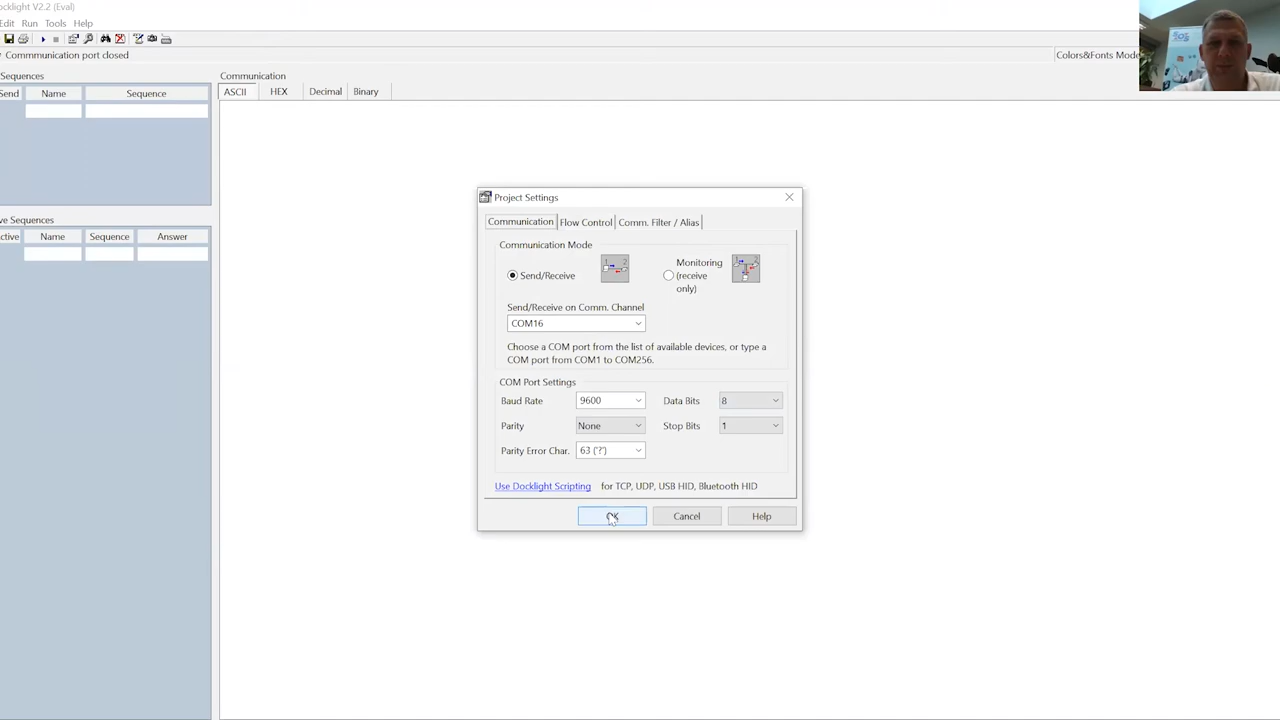 Docklight V2.2 (Eval)
Edit Run Tools Help
Commmunication port closed
Colors&Fonts Mode
Sequences
Send Name Sequence
Communication
ASCII HEX Decimal Binary
ve Sequences
ctive Name Sequence Answer
Project Settings
Communication Flow Control Comm. Filter / Alias
Communication Mode
Send/Receive
Monitoring
(receive
only)
Send/Receive on Comm. Channel
COM16
Choose a COM port from the list of available devices, or type a
COM port from COM1 to COM256.
COM Port Settings
Baud Rate 9600 Data Bits 8
Parity None Stop Bits 1
Parity Error Char. 63 ('?')
Use Docklight Scripting for TCP, UDP, USB HID, Bluetooth HID
OK Cancel Help